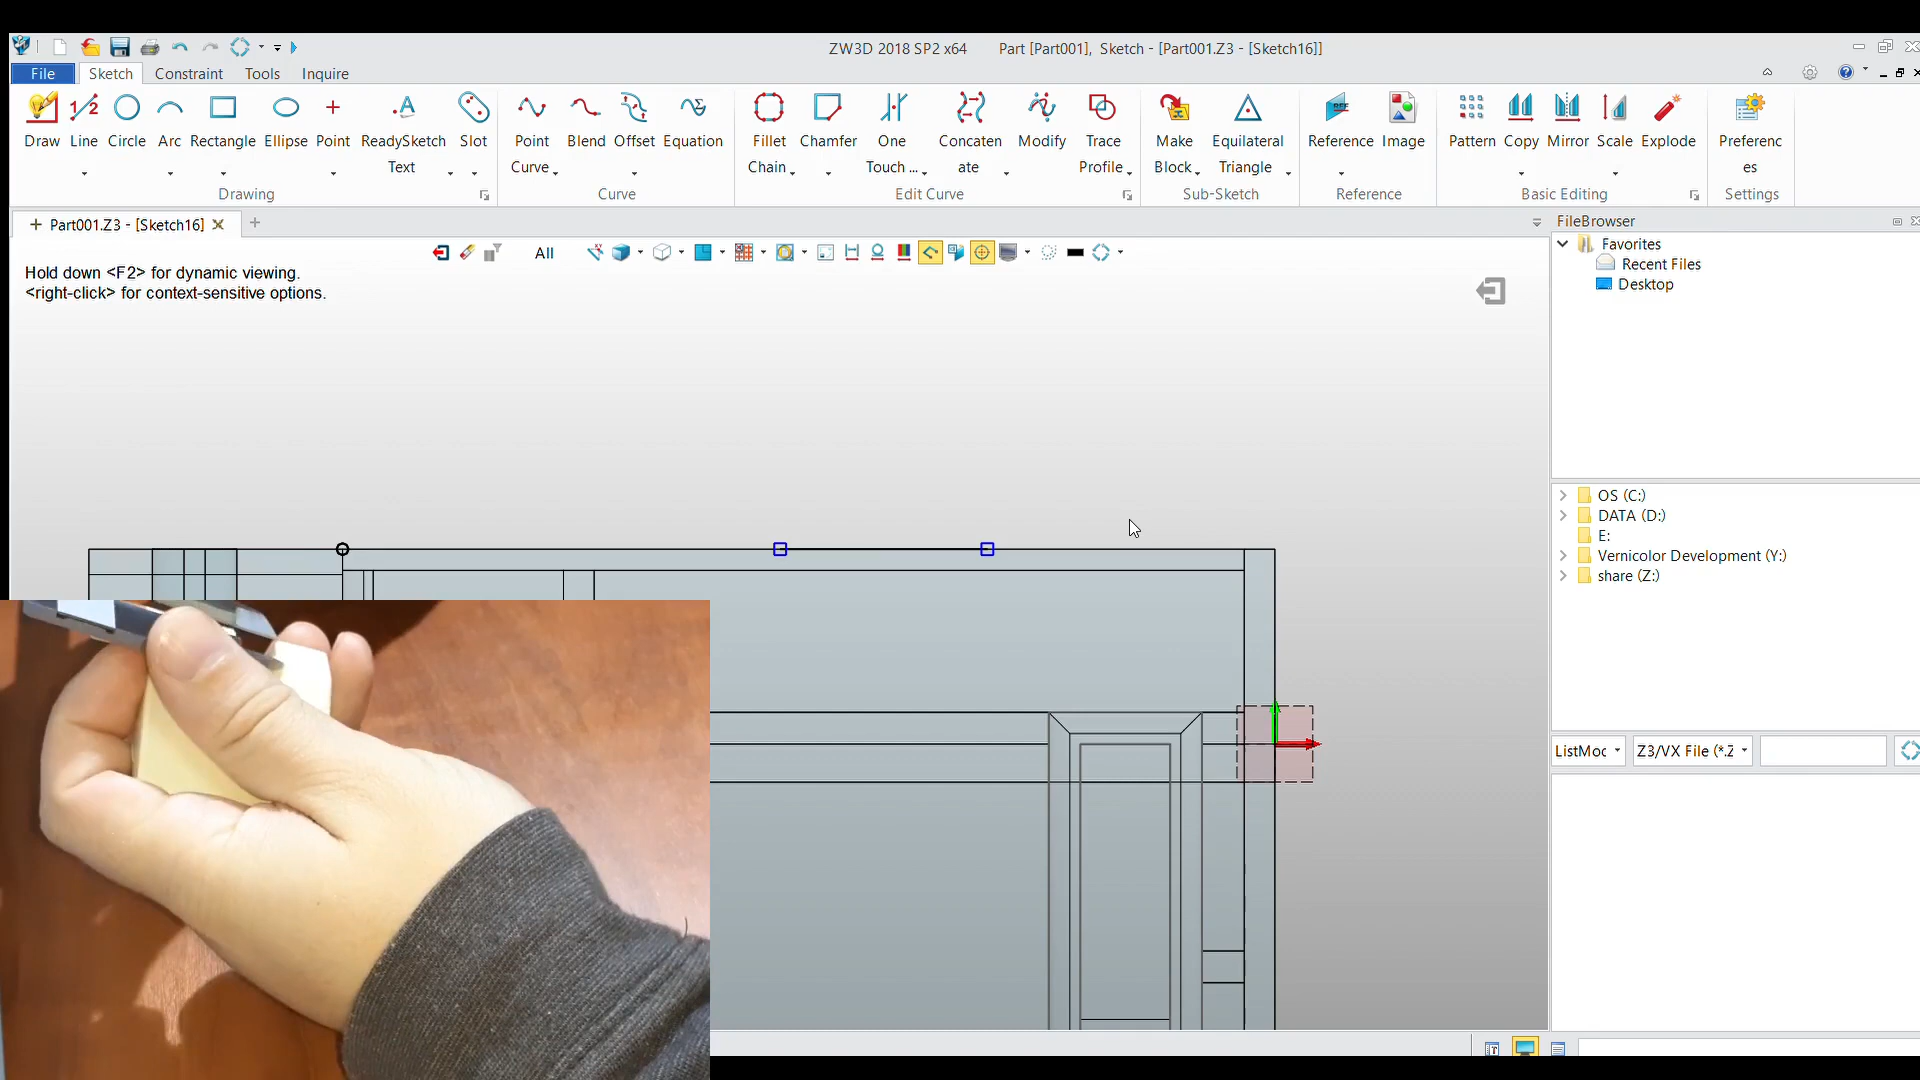 ZW3D 2018 SP2 x64 Part [Part001], Sketch - [Part001.Z3 - [Sketch16]]
File Sketch Constraint Tools Inquire
Draw Line Circle Arc Rectangle Ellipse Point ReadySketch Text Slot
Drawing
Point Curve Blend Offset Equation
Curve
Fillet Chain Chamfer One Touch ... Concaten ate Modify Trace Profile
Edit Curve
Make Block Equilateral Triangle
Sub-Sketch
Reference Image
Reference
Pattern Copy Mirror Scale Explode
Basic Editing
Preferenc es
Settings
Part001.Z3 - [Sketch16]
All
Hold down <F2> for dynamic viewing.
<right-click> for context-sensitive options.
FileBrowser
Favorites
Recent Files
Desktop
OS (C:)
DATA (D:)
E:
Vernicolor Development (Y:)
share (Z:)
ListMoc Z3/VX File (*.Z